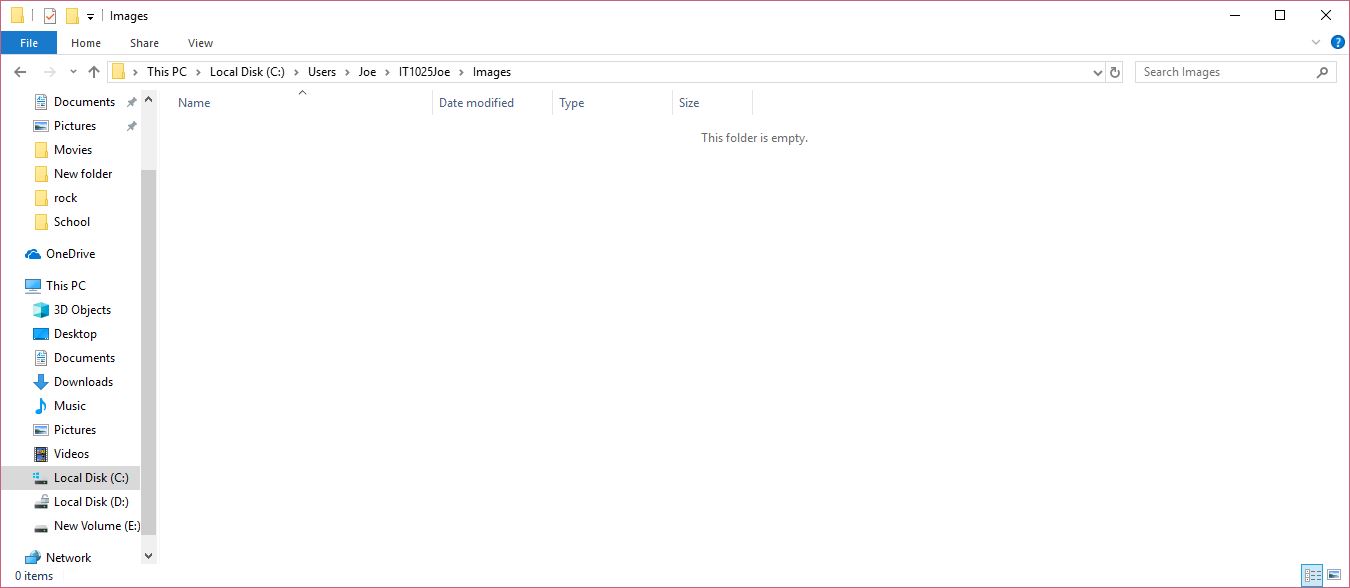 Images
File Home Share View
This PC > Local Disk (C:) > Users > Joe > IT1025Joe > Images
Search Images
Name Date modified Type Size
This folder is empty.
Documents
Pictures
Movies
New folder
rock
School
OneDrive
This PC
3D Objects
Desktop
Documents
Downloads
Music
Pictures
Videos
Local Disk (C:)
Local Disk (D:)
New Volume (E:)
Network
0 items